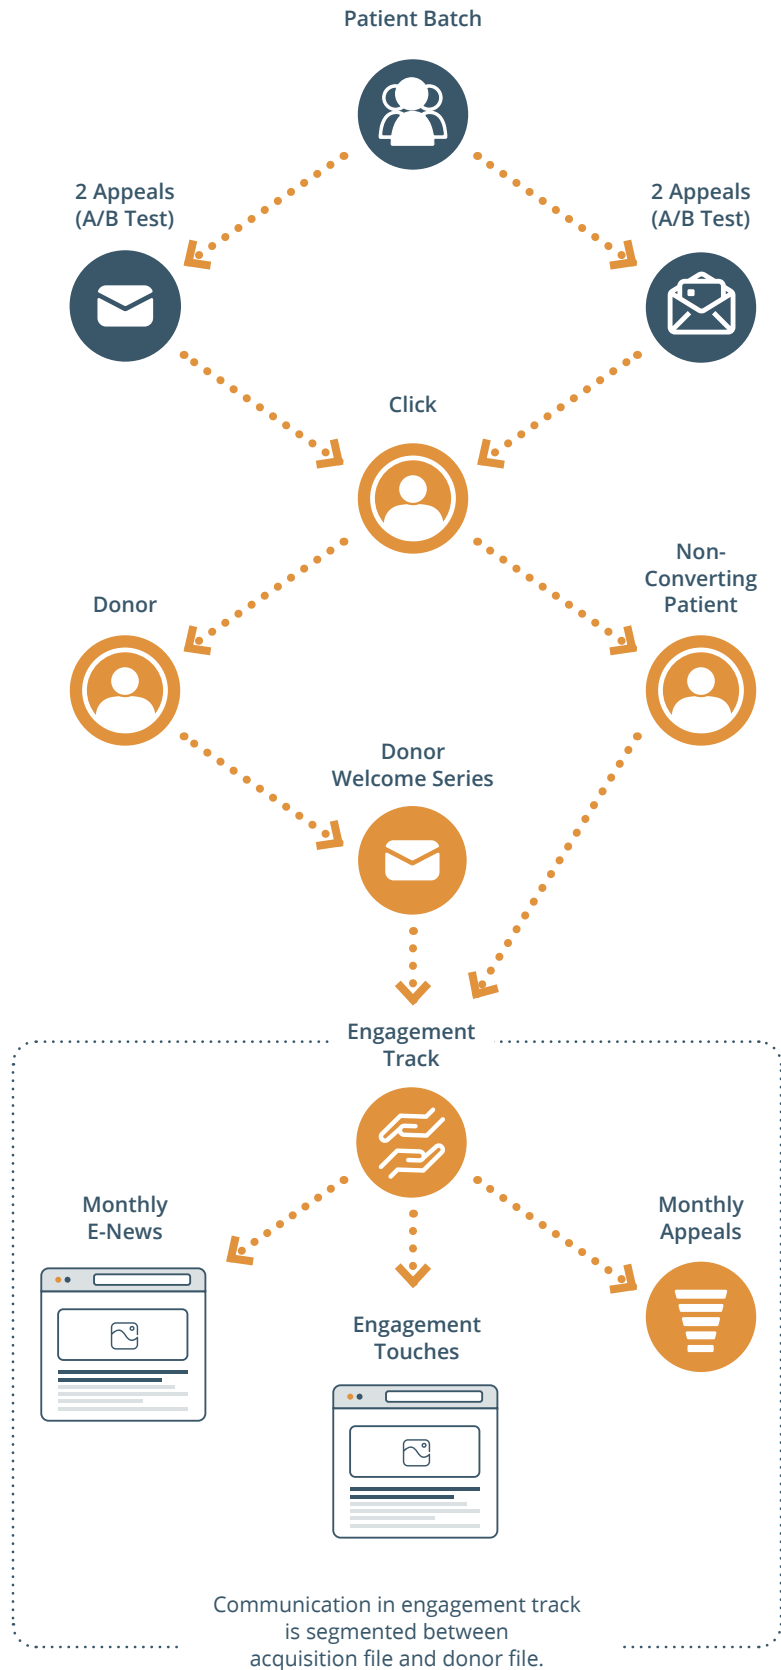 Patient Batch
2 Appeals
(A/B Test)
2 Appeals
(A/B Test)
Click
Donor
Non-
Converting
Patient
Donor
Welcome Series
Engagement
Track
Monthly
E-News
Engagement
Touches
Monthly
Appeals
Communication in engagement track
is segmented between
acquisition file and donor file.